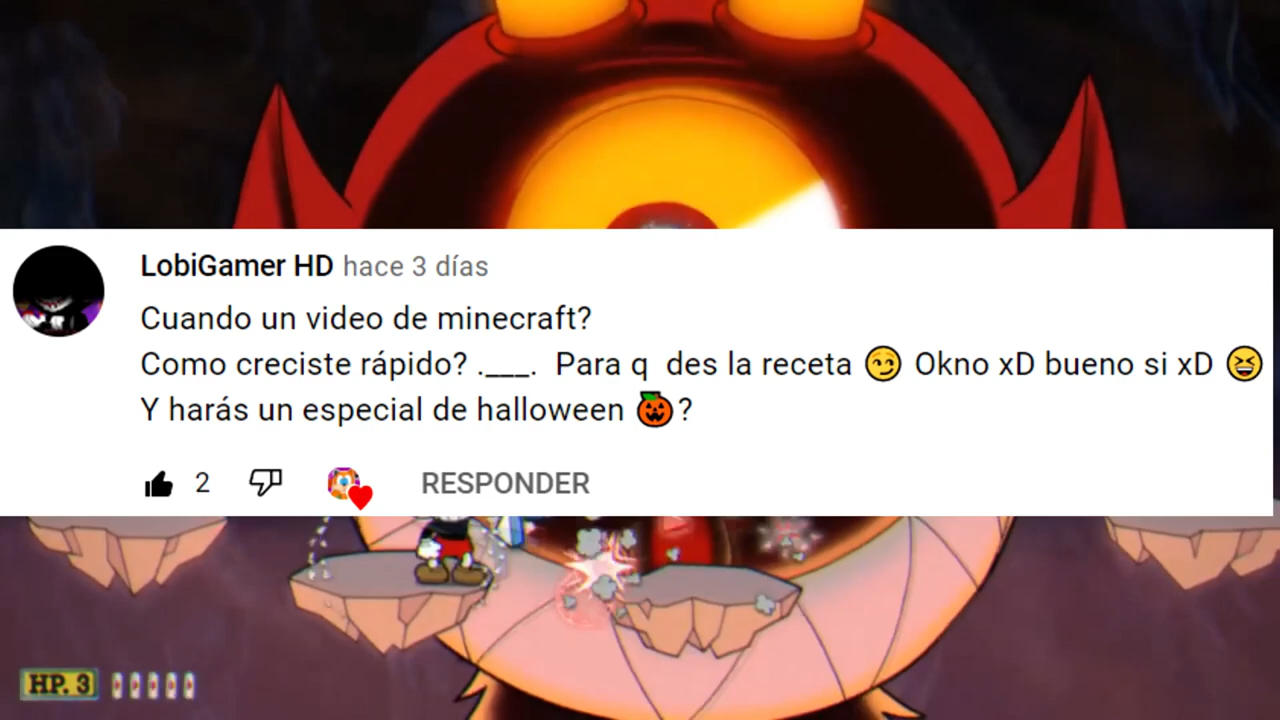 LobiGamer HD hace 3 días
Cuando un video de minecraft?
Como creciste rápido? .___. Para q des la receta 😏 Okno xD bueno si xD 😆
Y harás un especial de halloween 🎃?
2 RESPONDER
HP. 3